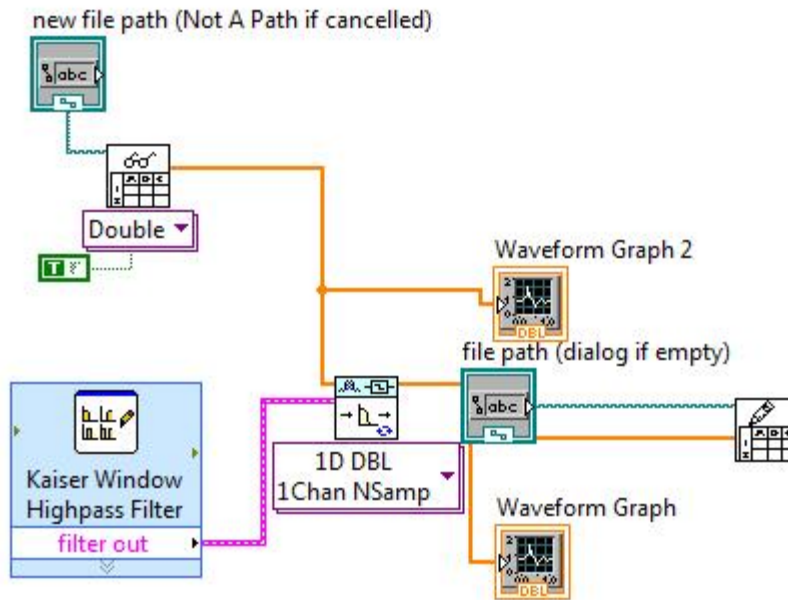 new file path (Not A Path if cancelled)
abc
Double
T
Waveform Graph 2
DBL
file path (dialog if empty)
abc
Kaiser Window
Highpass Filter
filter out
1D DBL
1Chan NSamp
Waveform Graph
DBL